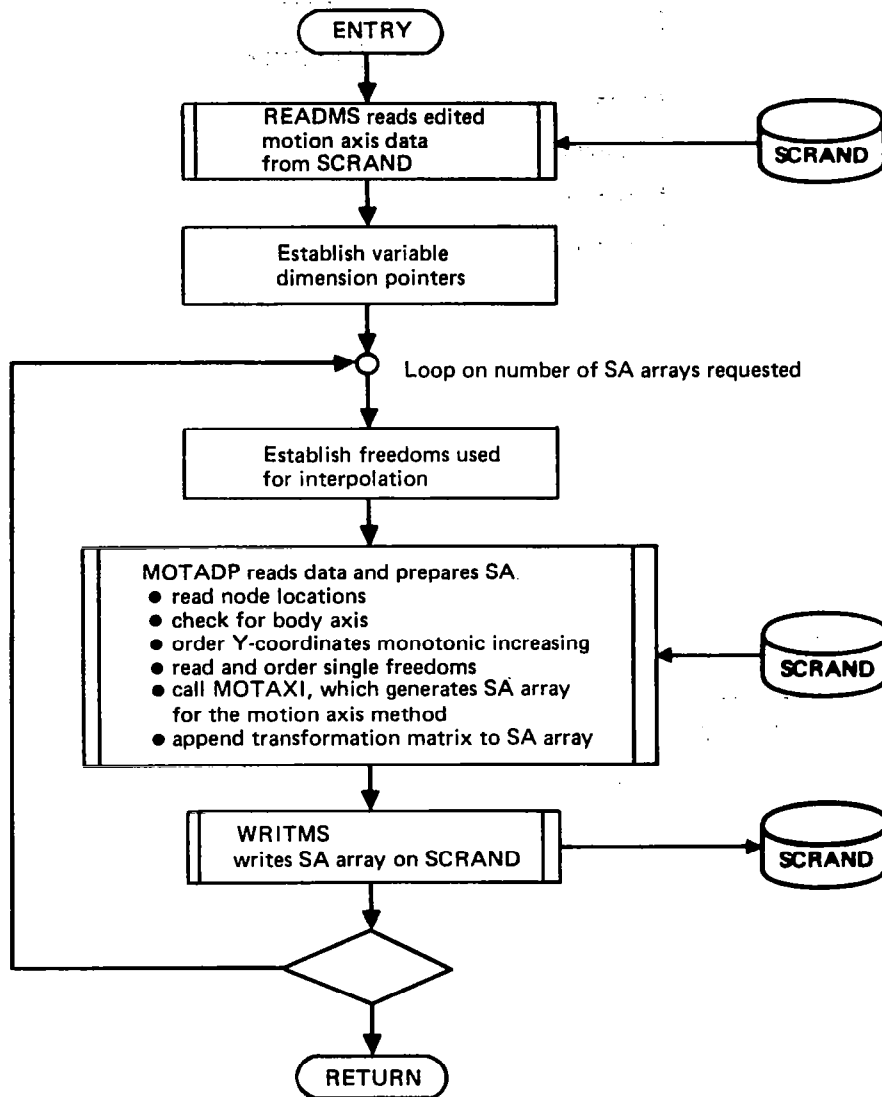 ENTRY
READMS reads edited
motion axis data
from SCRAND
SCRAND
Establish variable
dimension pointers
Loop on number of SA arrays requested
Establish freedoms used
for interpolation
MOTADP reads data and prepares SA
● read node locations
● check for body axis
● order Y-coordinates monotonic increasing
● read and order single freedoms
● call MOTAXI, which generates SA array
for the motion axis method
● append transformation matrix to SA array
SCRAND
WRITMS
writes SA array on SCRAND
SCRAND
RETURN